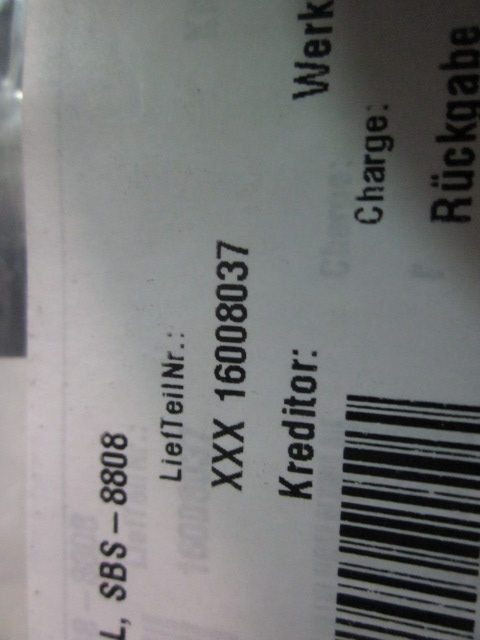 L, SBS-8808
LiefTeilNr.:
XXX 16008037
Kreditor:
Werk
Charge:
Rückgabe